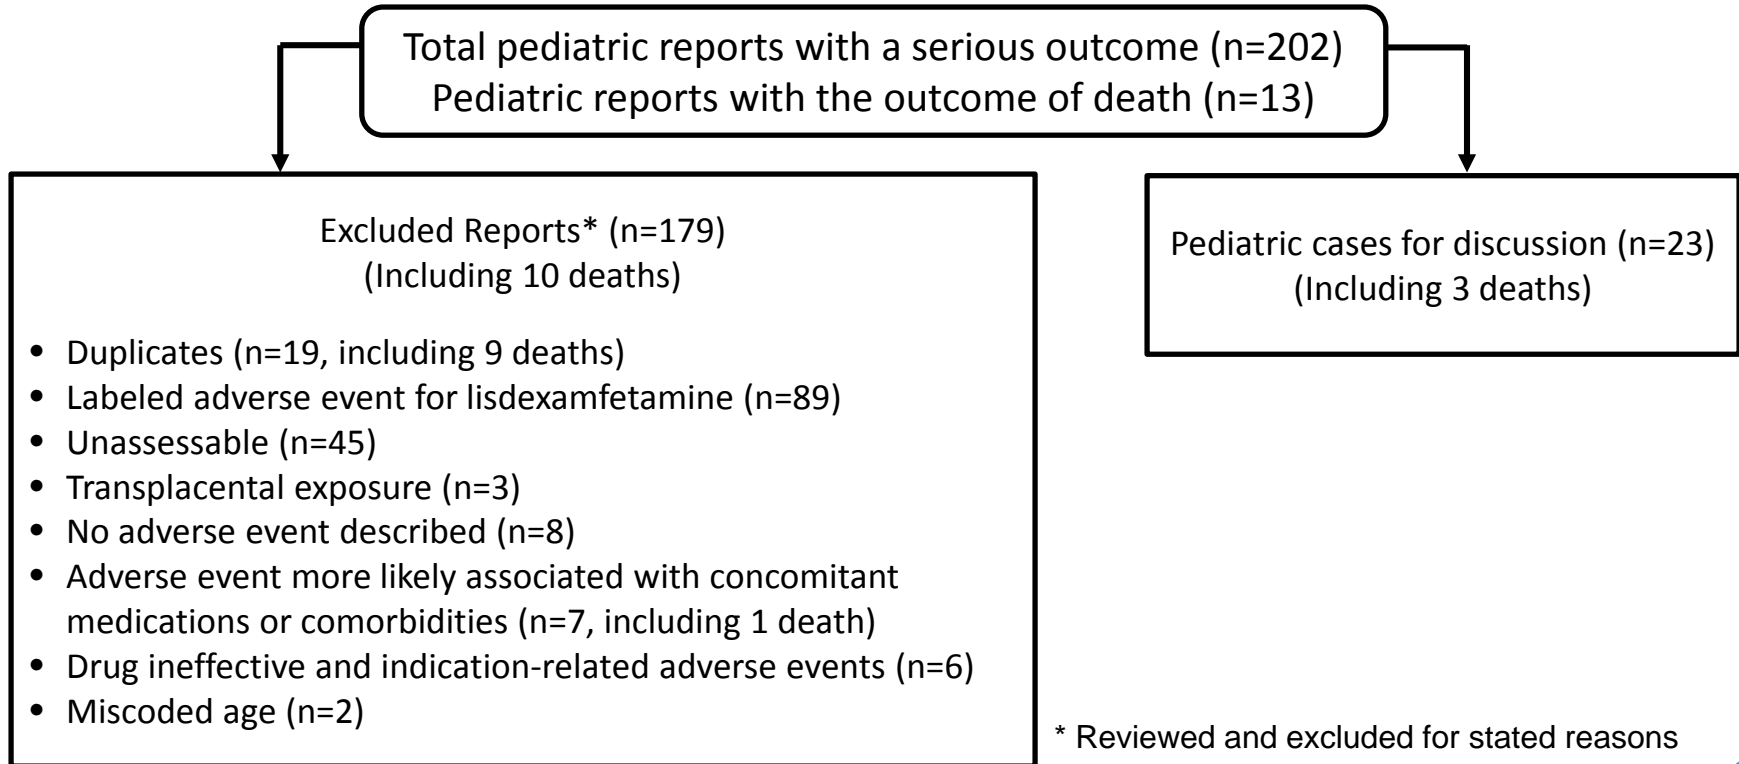 Total pediatric reports with a serious outcome (n=202)
Pediatric reports with the outcome of death (n=13)
Excluded Reports* (n=179)
(Including 10 deaths)
• Duplicates (n=19, including 9 deaths)
• Labeled adverse event for lisdexamfetamine (n=89)
• Unassessable (n=45)
• Transplacental exposure (n=3)
• No adverse event described (n=8)
• Adverse event more likely associated with concomitant
medications or comorbidities (n=7, including 1 death)
• Drug ineffective and indication-related adverse events (n=6)
• Miscoded age (n=2)
Pediatric cases for discussion (n=23)
(Including 3 deaths)
* Reviewed and excluded for stated reasons